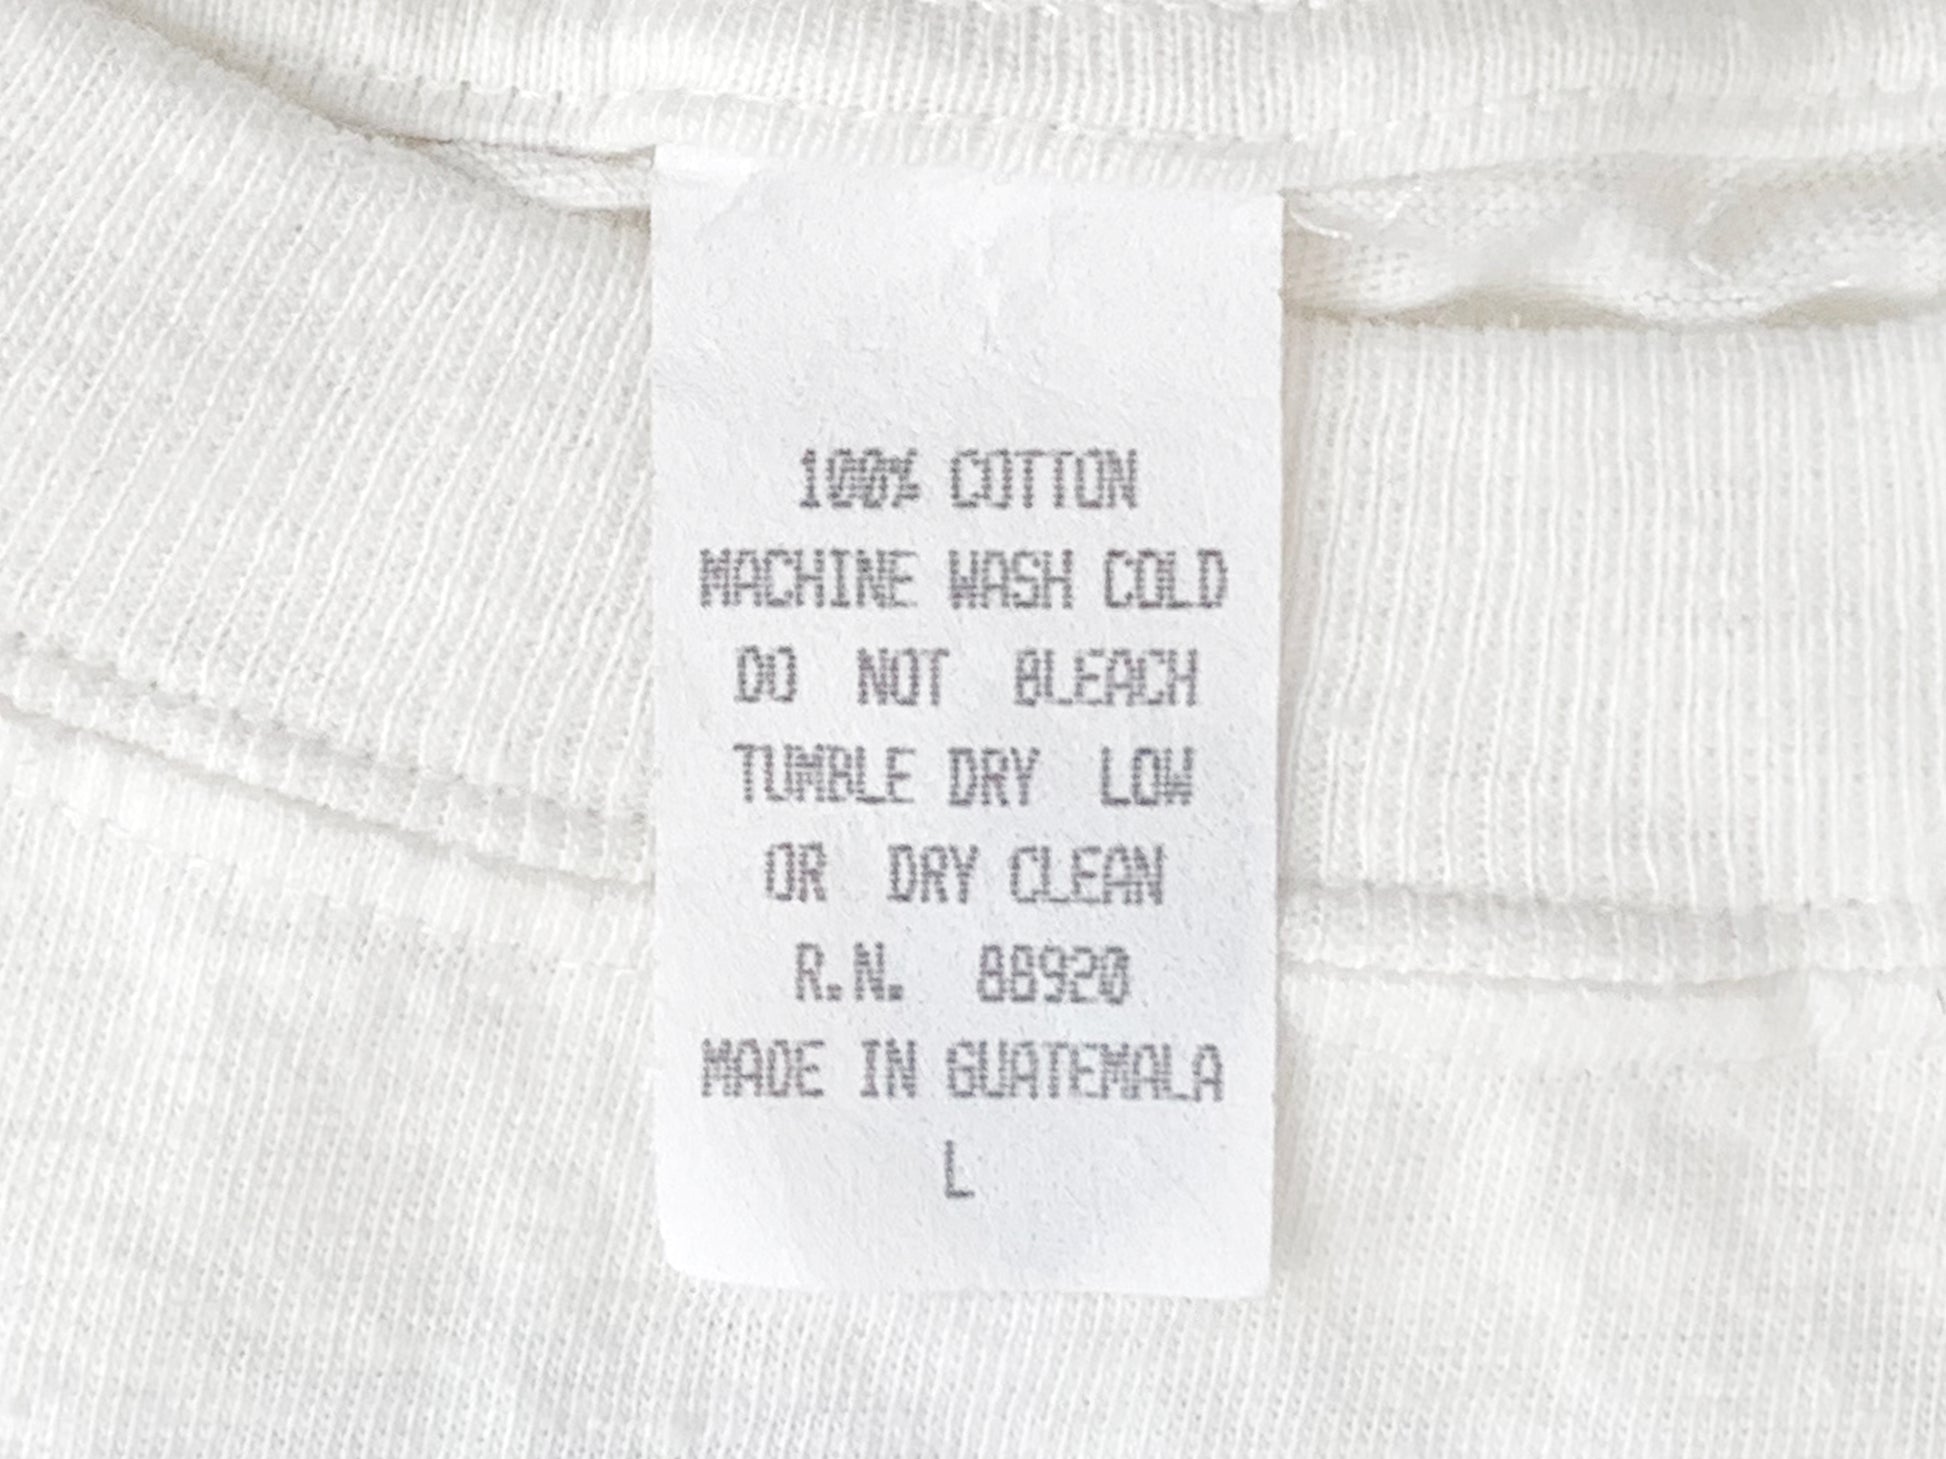 100% COTTON
MACHINE WASH COLD
DO NOT BLEACH
TUMBLE DRY LOW
OR DRY CLEAN
R.N. 88920
MADE IN GUATEMALA
L